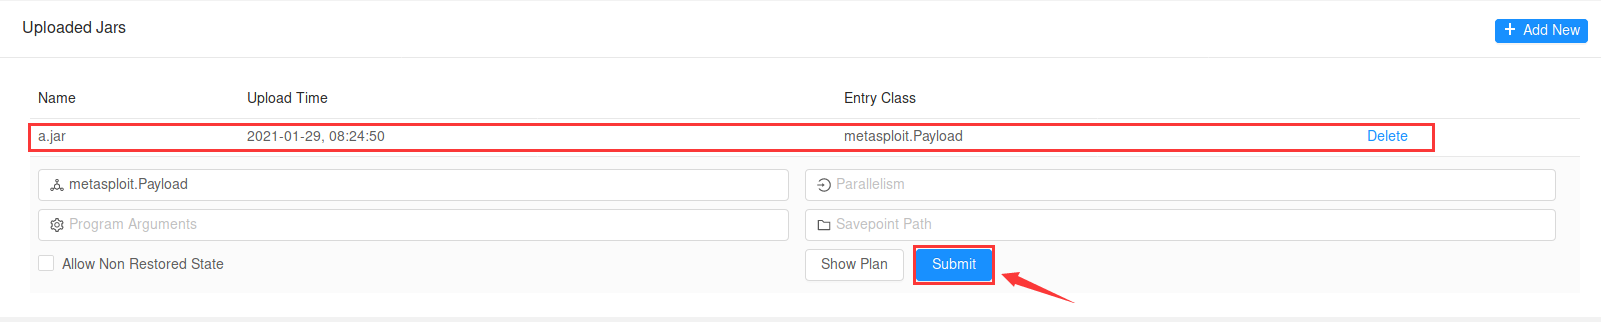 Uploaded Jars
Add New
Name Upload Time Entry Class
a.jar 2021-01-29, 08:24:50 metasploit.Payload Delete
metasploit.Payload Parallelism
Program Arguments Savepoint Path
Allow Non Restored State Show Plan Submit